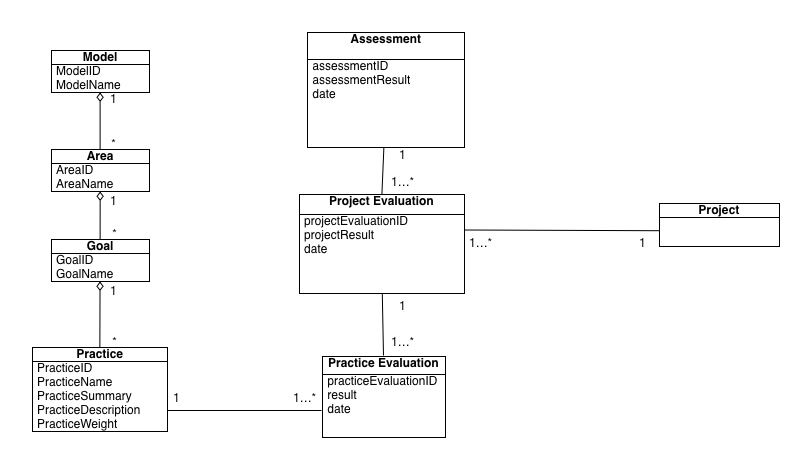 Model
ModelID
ModelName
1
*
Area
AreaID
AreaName
1
*
Goal
GoalID
GoalName
1
*
Practice
PracticeID
PracticeName
PracticeSummary
PracticeDescription
PracticeWeight
1
1...*
Assessment
assessmentID
assessmentResult
date
1
1...*
Project Evaluation
projectEvaluationID
projectResult
date
1...*
1
Project
1
1...*
Practice Evaluation
practiceEvaluationID
result
date